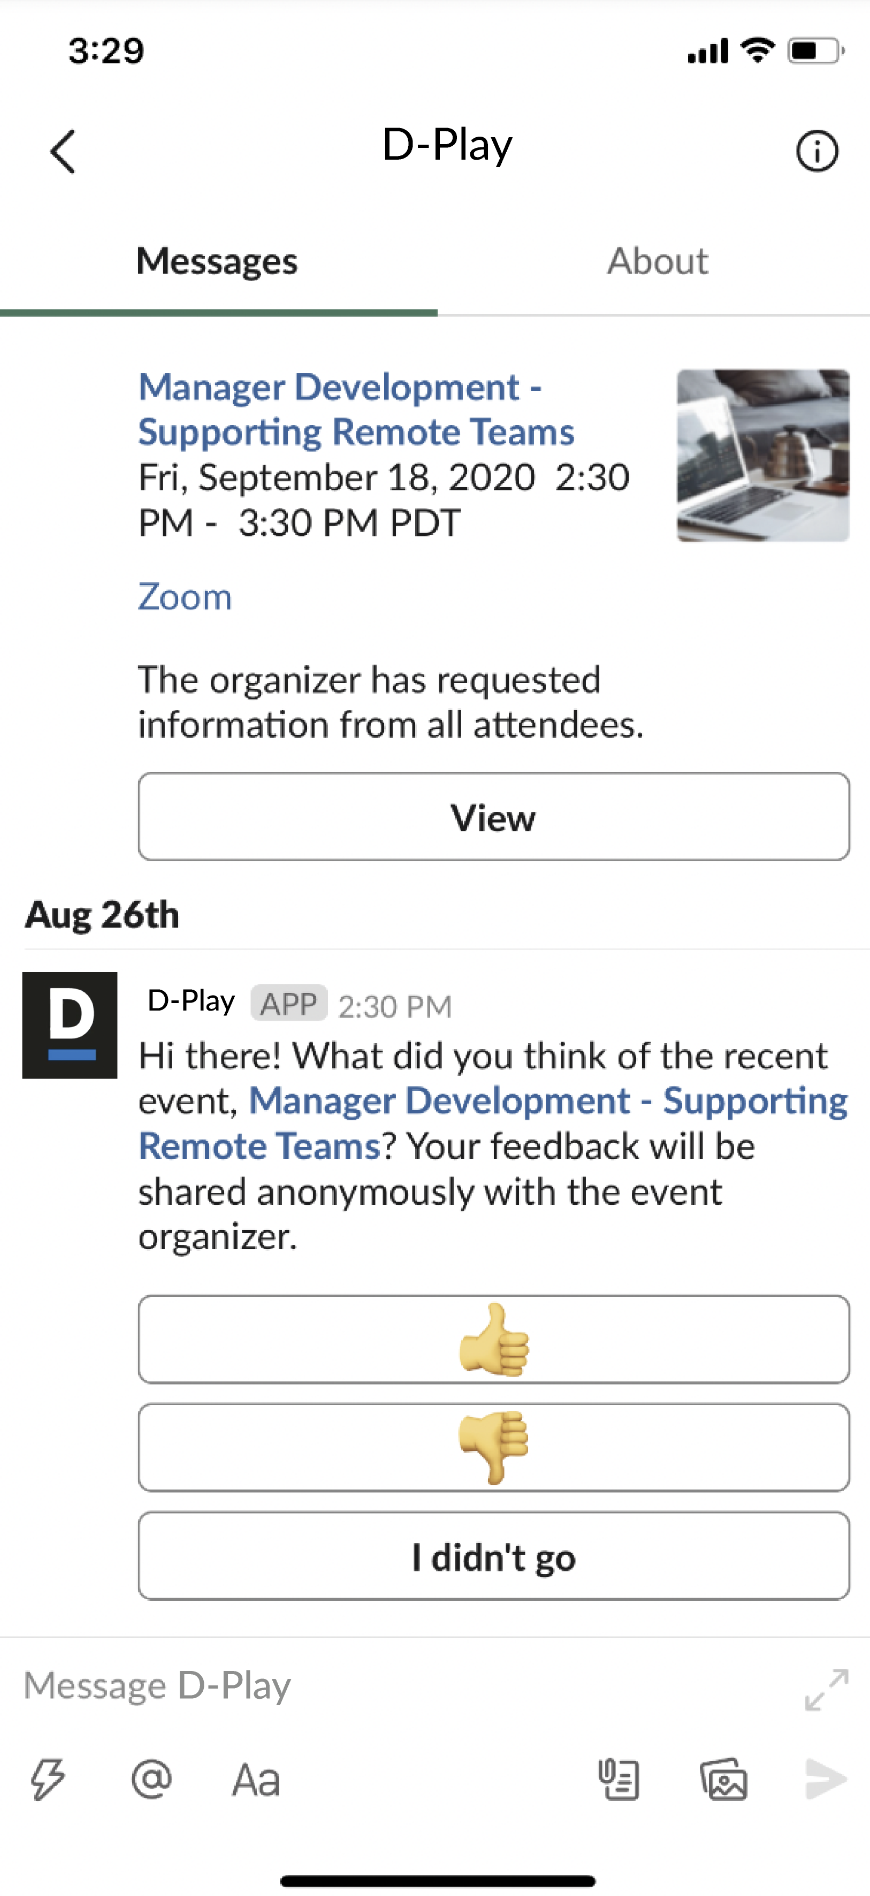 3:29
D-Play
Messages About
Manager Development -
Supporting Remote Teams
Fri, September 18, 2020 2:30
PM - 3:30 PM PDT
Zoom
The organizer has requested
information from all attendees.
View
Aug 26th
D
D-Play APP 2:30 PM
Hi there! What did you think of the recent
event, Manager Development - Supporting
Remote Teams? Your feedback will be
shared anonymously with the event
organizer.
I didn't go
Message D-Play
@ Aa